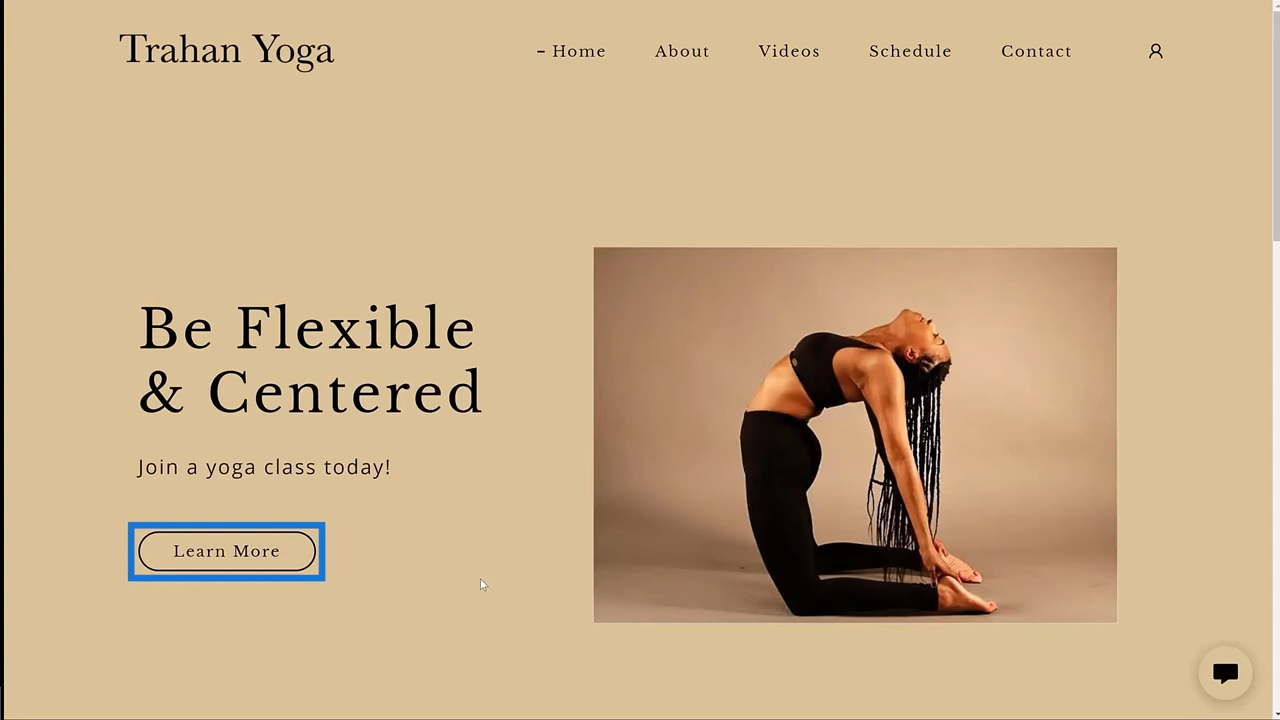 Trahan Yoga
Home About Videos Schedule Contact
Be Flexible
& Centered
Join a yoga class today!
Learn More